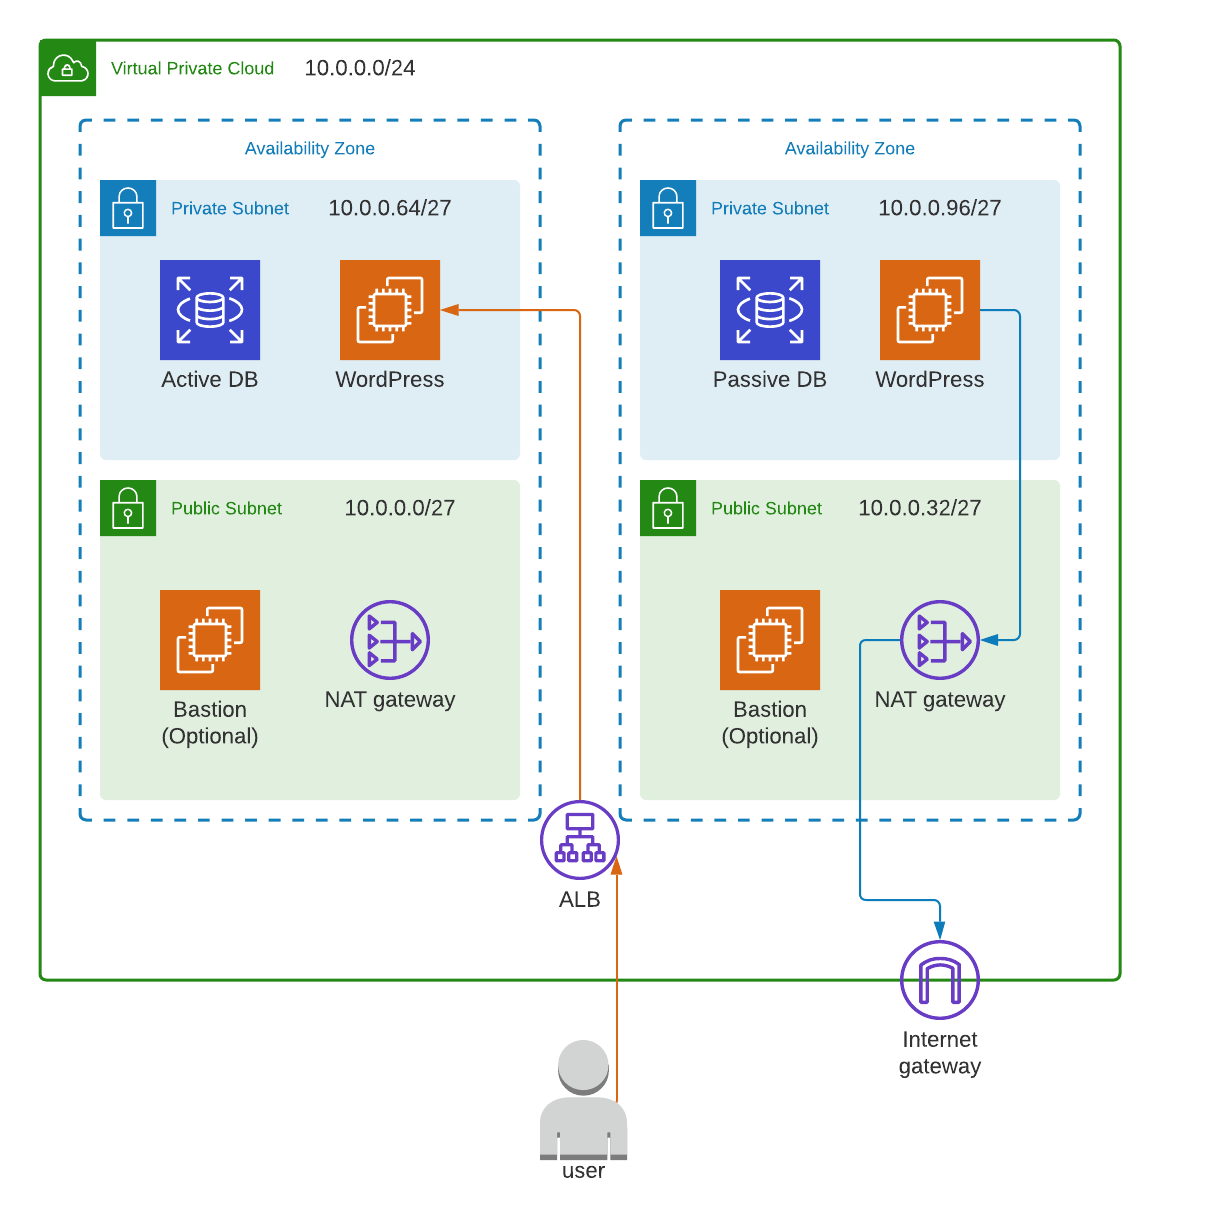 Virtual Private Cloud 10.0.0.0/24
Availability Zone
Private Subnet 10.0.0.64/27
Active DB
WordPress
Public Subnet 10.0.0.0/27
Bastion
(Optional)
NAT gateway
Availability Zone
Private Subnet 10.0.0.96/27
Passive DB
WordPress
Public Subnet 10.0.0.32/27
Bastion
(Optional)
NAT gateway
ALB
Internet
gateway
user